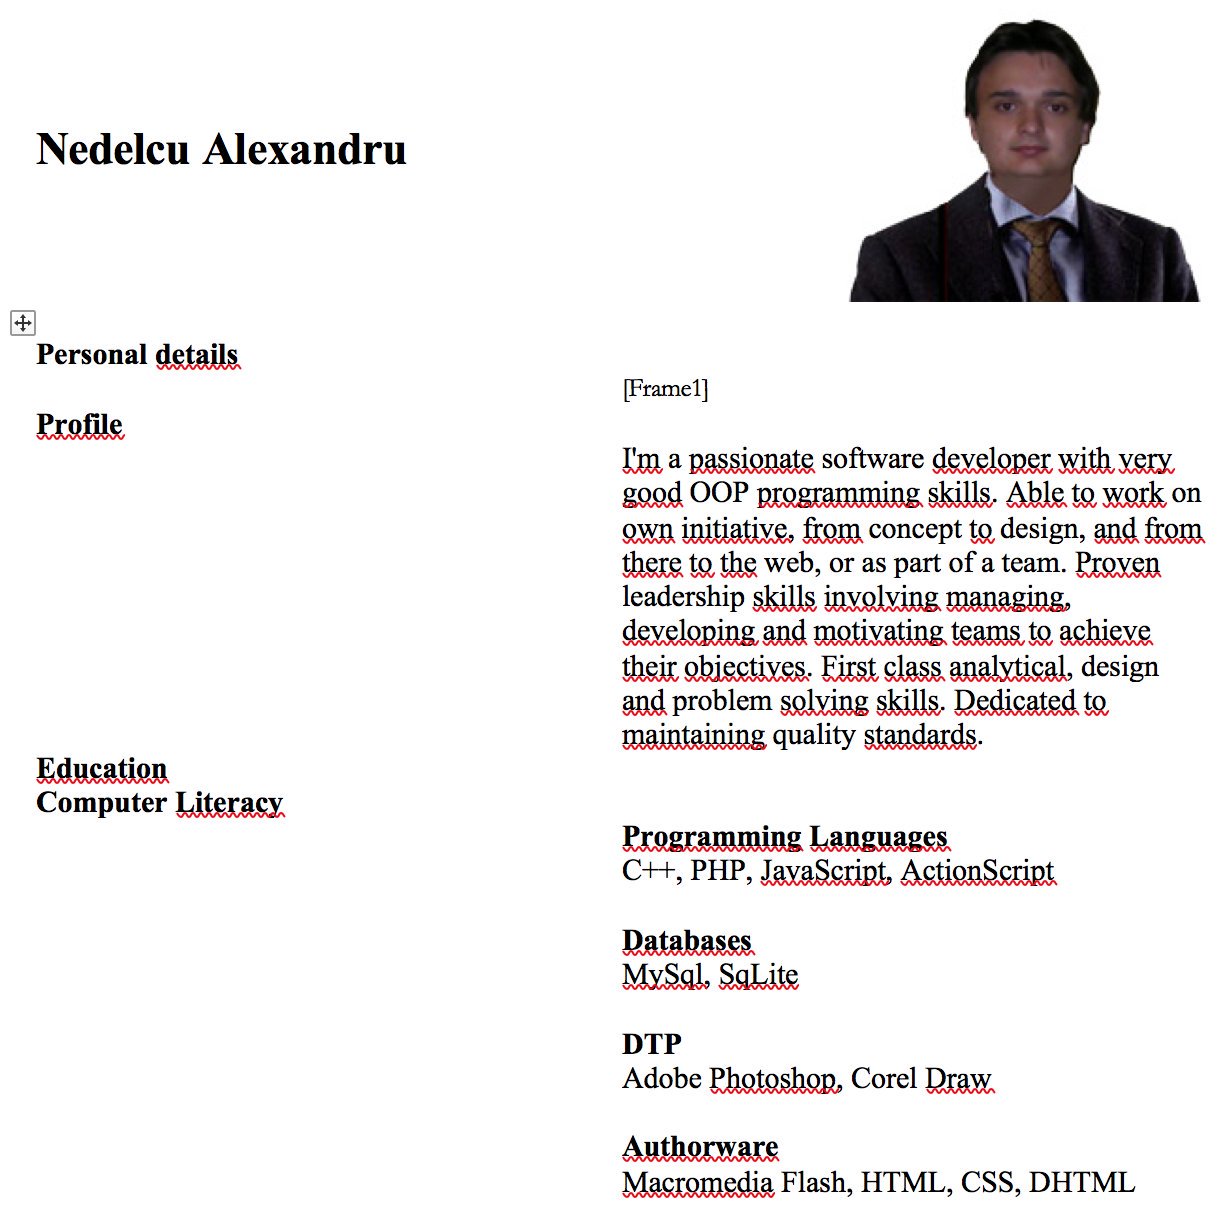 Nedelcu Alexandru
Personal details
[Frame1]
Profile
I'm a passionate software developer with very
good OOP programming skills. Able to work on
own initiative, from concept to design, and from
there to the web, or as part of a team. Proven
leadership skills involving managing,
developing and motivating teams to achieve
their objectives. First class analytical, design
and problem solving skills. Dedicated to
maintaining quality standards.
Education
Computer Literacy
Programming Languages
C++, PHP, JavaScript, ActionScript
Databases
MySql, SqLite
DTP
Adobe Photoshop, Corel Draw
Authorware
Macromedia Flash, HTML, CSS, DHTML